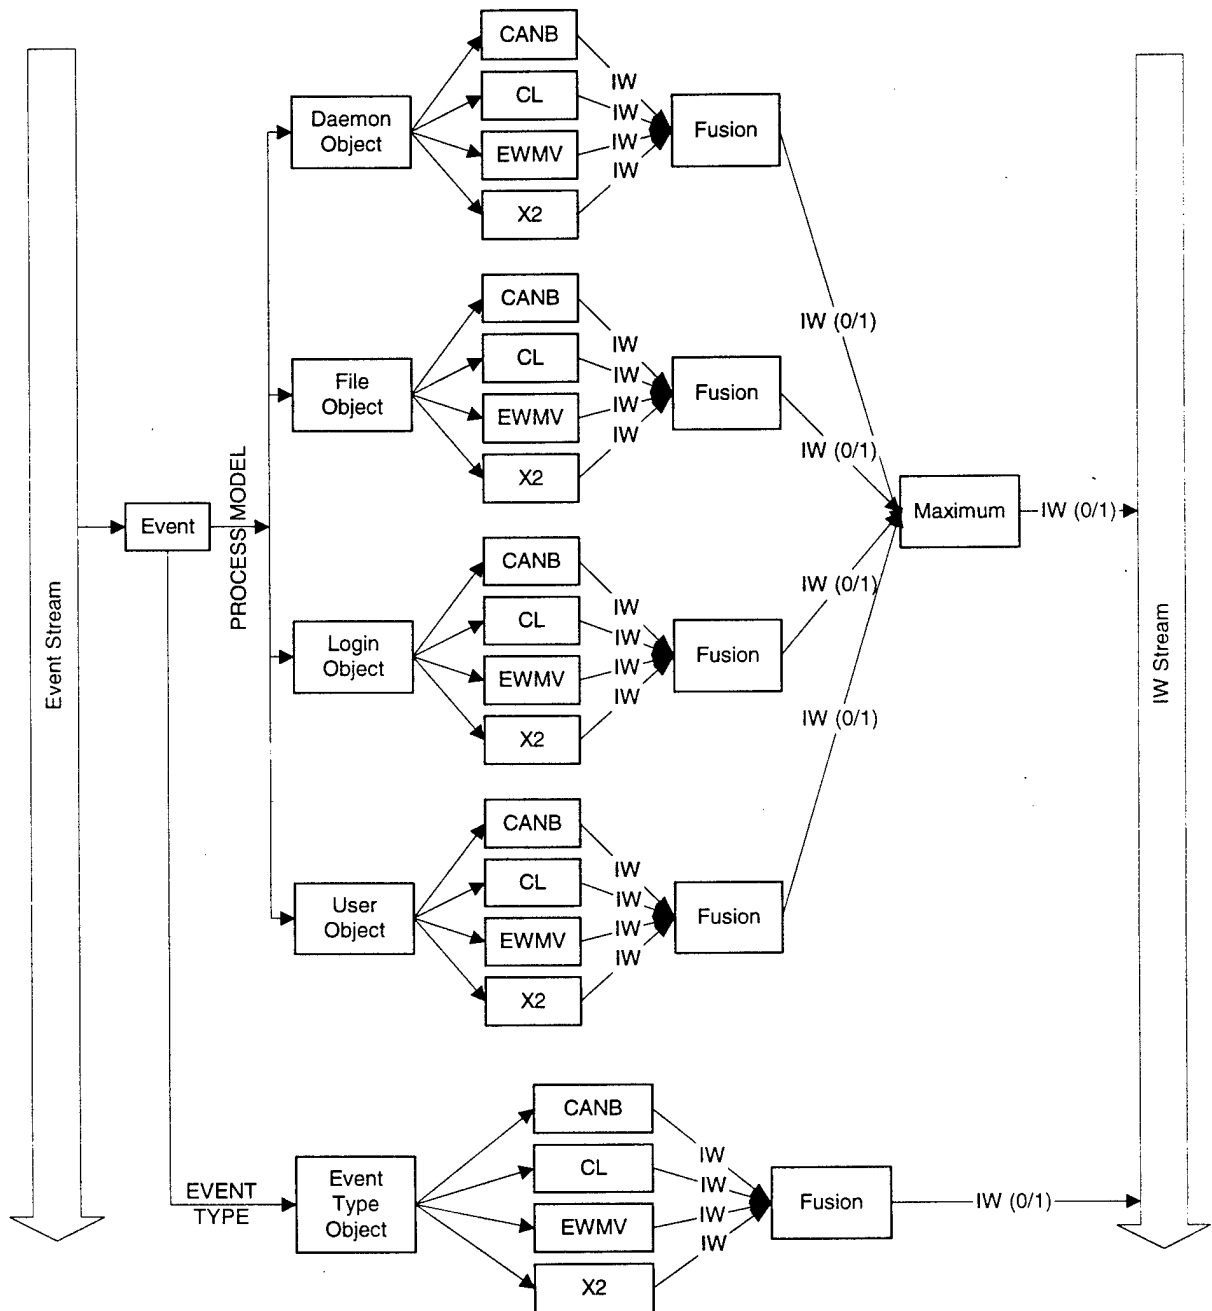 CANB
IW
CL
IW
Daemon
Object
EWMV
IW
IW
Fusion
X2
CANB
IW
IW (0/1)
CL
IW
File
Object
EWMV
IW
IW
Fusion
IW (0/1)
X2
PROCESS MODEL
Event
Maximum
IW (0/1)
CANB
IW
IW (0/1)
CL
IW
Login
Object
EWMV
IW
IW
Fusion
X2
IW (0/1)
Event Stream
IW Stream
CANB
IW
CL
IW
User
Object
EWMV
IW
IW
Fusion
X2
CANB
IW
CL
IW
EVENT
TYPE
Event
Type
Object
EWMV
IW
IW
Fusion
IW (0/1)
X2